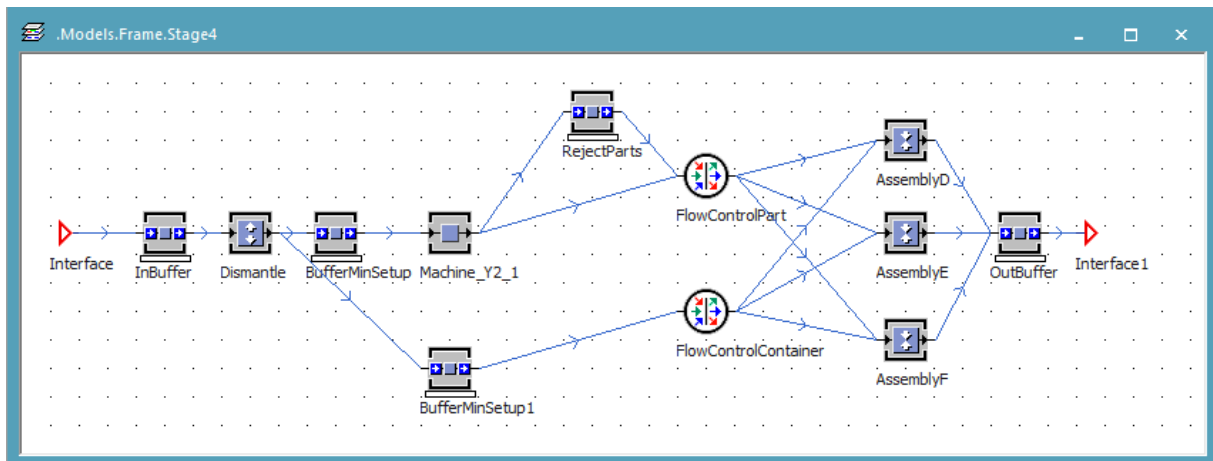 .Models.Frame.Stage4
RejectParts
AssemblyD
FlowControlPart
Interface
InBuffer
Dismantle
BufferMinSetup
Machine_Y2_1
AssemblyE
OutBuffer
Interface1
FlowControlContainer
AssemblyF
BufferMinSetup1